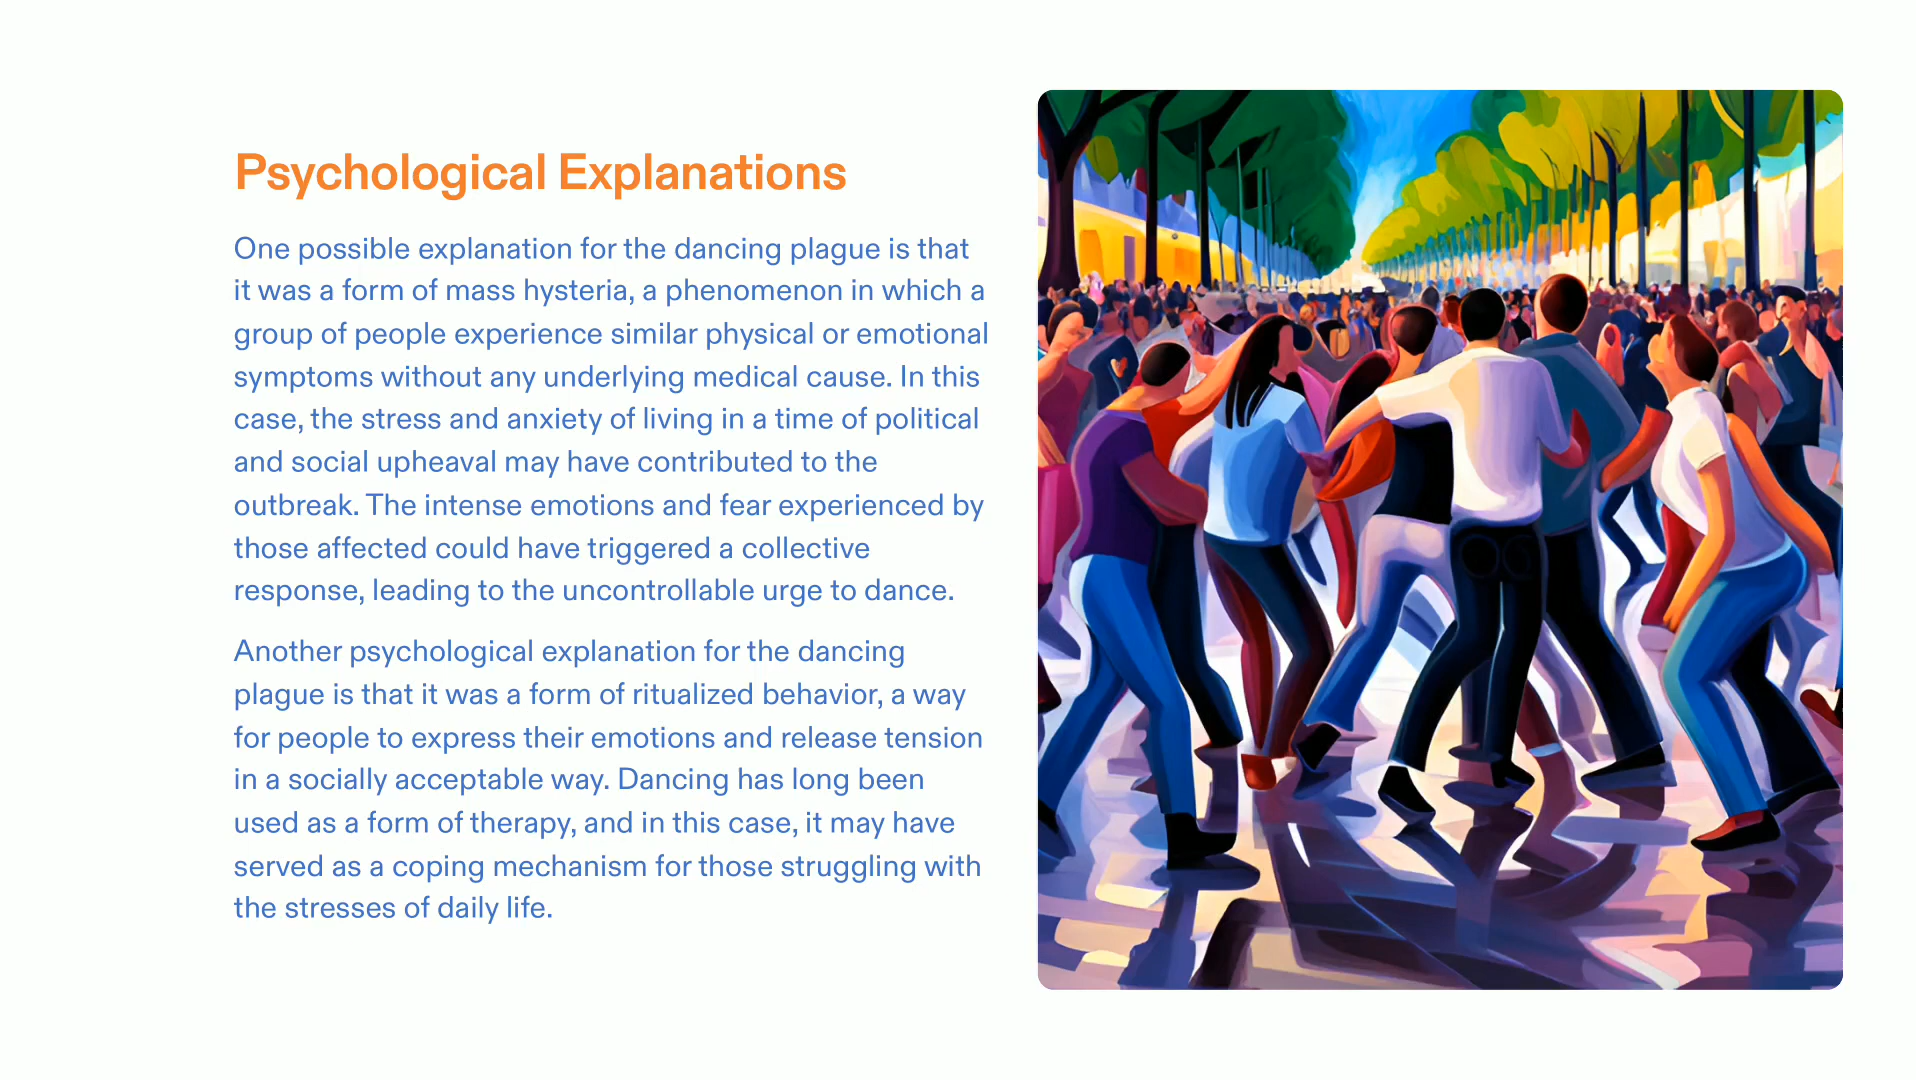 Psychological Explanations
One possible explanation for the dancing plague is that
it was a form of mass hysteria, a phenomenon in which a
group of people experience similar physical or emotional
symptoms without any underlying medical cause. In this
case, the stress and anxiety of living in a time of political
and social upheaval may have contributed to the
outbreak. The intense emotions and fear experienced by
those affected could have triggered a collective
response, leading to the uncontrollable urge to dance.
Another psychological explanation for the dancing
plague is that it was a form of ritualized behavior, a way
for people to express their emotions and release tension
in a socially acceptable way. Dancing has long been
used as a form of therapy, and in this case, it may have
served as a coping mechanism for those struggling with
the stresses of daily life.